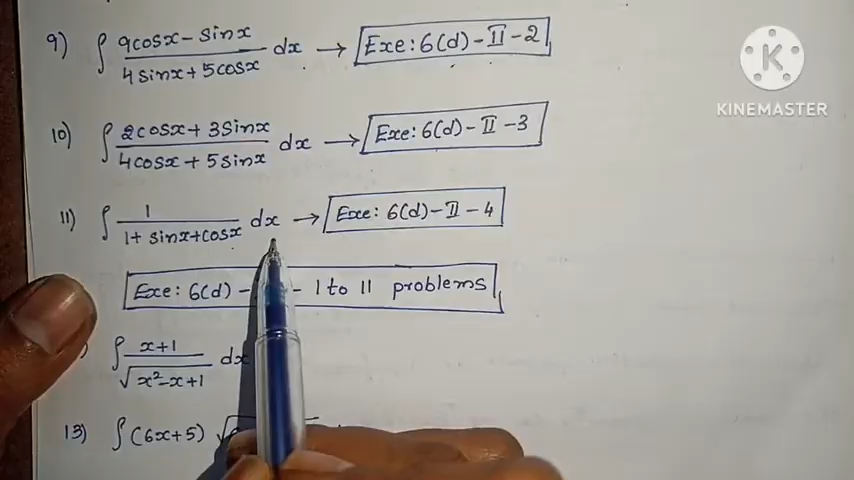 9) ∫ 9cosx - sinx / 4sinx + 5cosx dx → Exe: 6(d) - II - 2
KINEMASTER
10) ∫ 2cosx + 3sinx / 4cosx + 5sinx dx → Exe: 6(d) - II - 3
11) ∫ 1 / 1 + sinx + cosx dx → Exe: 6(d) - II - 4
Exe: 6(d) - - 1 to 11 problems
) ∫ x+1 / √x²-x+1 dx
13) ∫ (6x+5) √